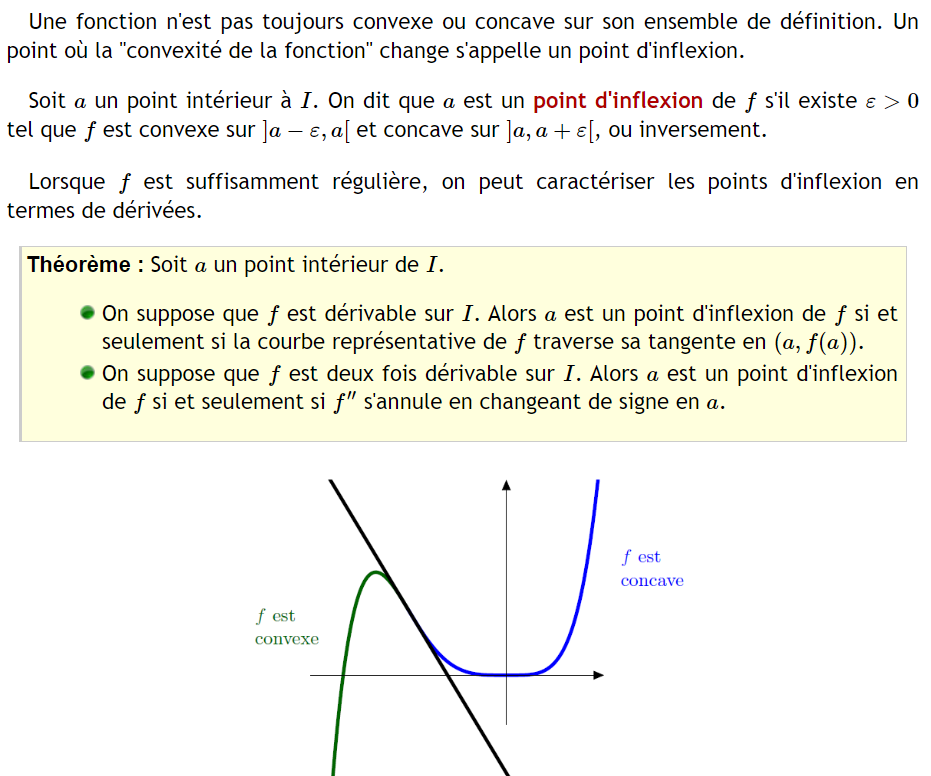 Une fonction n'est pas toujours convexe ou concave sur son ensemble de définition. Un
point où la "convexité de la fonction" change s'appelle un point d'inflexion.
Soit a un point intérieur à I. On dit que a est un point d'inflexion de f s'il existe ε > 0
tel que f est convexe sur ]a − ε, a[ et concave sur ]a, a + ε[, ou inversement.
Lorsque f est suffisamment régulière, on peut caractériser les points d'inflexion en
termes de dérivées.
Théorème : Soit a un point intérieur de I.
On suppose que f est dérivable sur I. Alors a est un point d'inflexion de f si et
seulement si la courbe représentative de f traverse sa tangente en (a, f(a)).
On suppose que f est deux fois dérivable sur I. Alors a est un point d'inflexion
de f si et seulement si f″ s'annule en changeant de signe en a.
f est
concave
f est
convexe